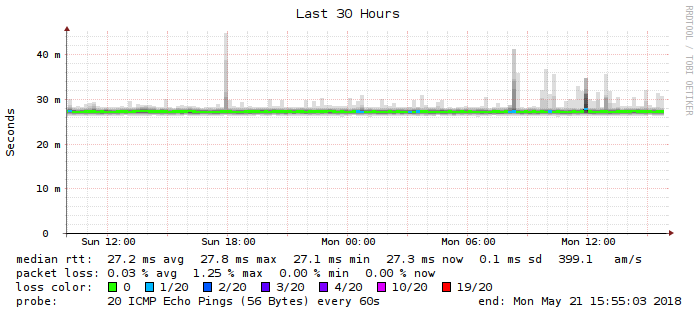 Last 30 Hours
RRDTOOL / TOBI OETIKER
Seconds
40 m
30 m
20 m
10 m
0
Sun 12:00 Sun 18:00 Mon 00:00 Mon 06:00 Mon 12:00
median rtt: 27.2 ms avg 27.8 ms max 27.1 ms min 27.3 ms now 0.1 ms sd 399.1 am/s
packet loss: 0.03 % avg 1.25 % max 0.00 % min 0.00 % now
loss color: 0 1/20 2/20 3/20 4/20 10/20 19/20
probe: 20 ICMP Echo Pings (56 Bytes) every 60s end: Mon May 21 15:55:03 2018